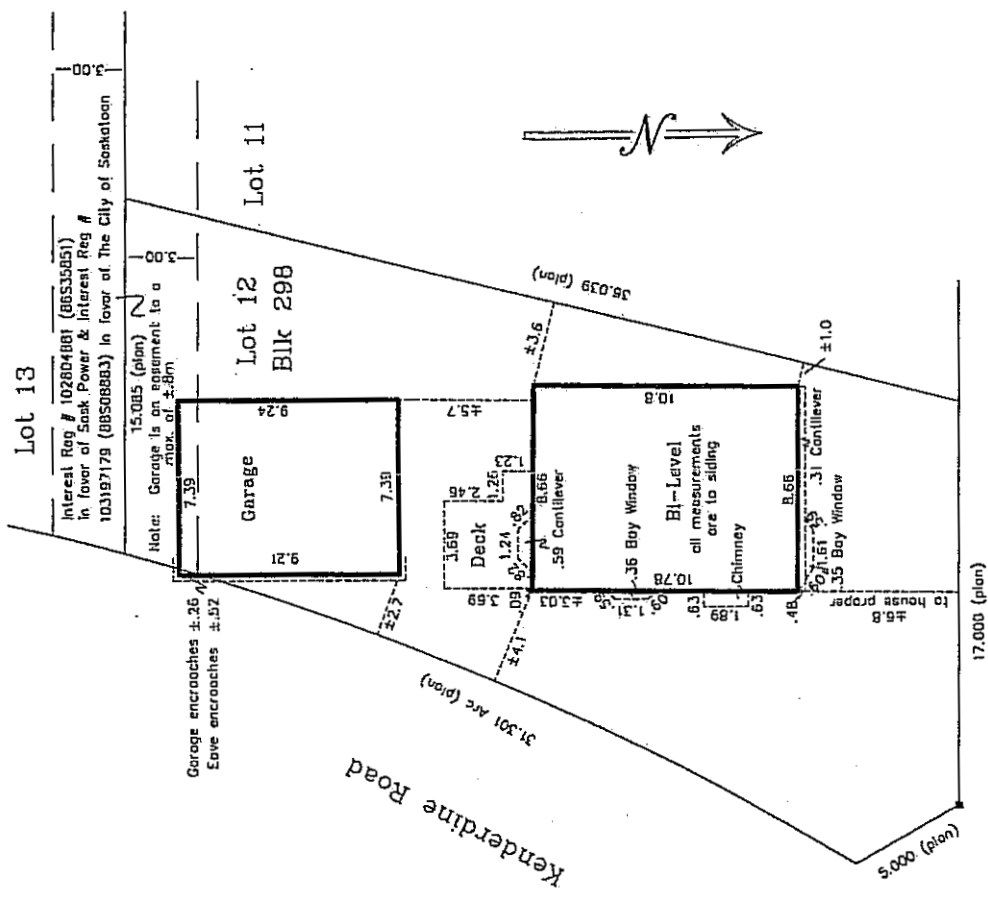 Lot 13
Interest Reg # 102804881 (86S35851)
in favor of Sask Power & Interest Reg #
103197179 (88S08883) in favor of The City of Saskatoon
3.00
15.085 (plan)
3.00
Note: Garage is on easement to a
max. of ±.8m
Lot 11
Lot 12
Blk 298
N
7.39
9.24
Garage
9.21
7.39
Garage encroaches ±.26
Eave encroaches ±.52
±2.7
35.039 (plan)
±3.6
±5.7
1.23
1.26
2.46
3.69
Deck
1.24
3.69
.60
±4.1
8.66
.59 Cantilever
±3.03
10.8
.36 Bay Window
1.31
.60
Bi-Level
all measurements
are to siding
10.78
Chimney
.63
1.89
.63
.48
8.66
±1.0
.31 Cantilever
1.61
.35 Bay Window
±6.8
to house proper
31.301 Arc (plan)
Kenderdine Road
17.000 (plan)
5.000 (plan)